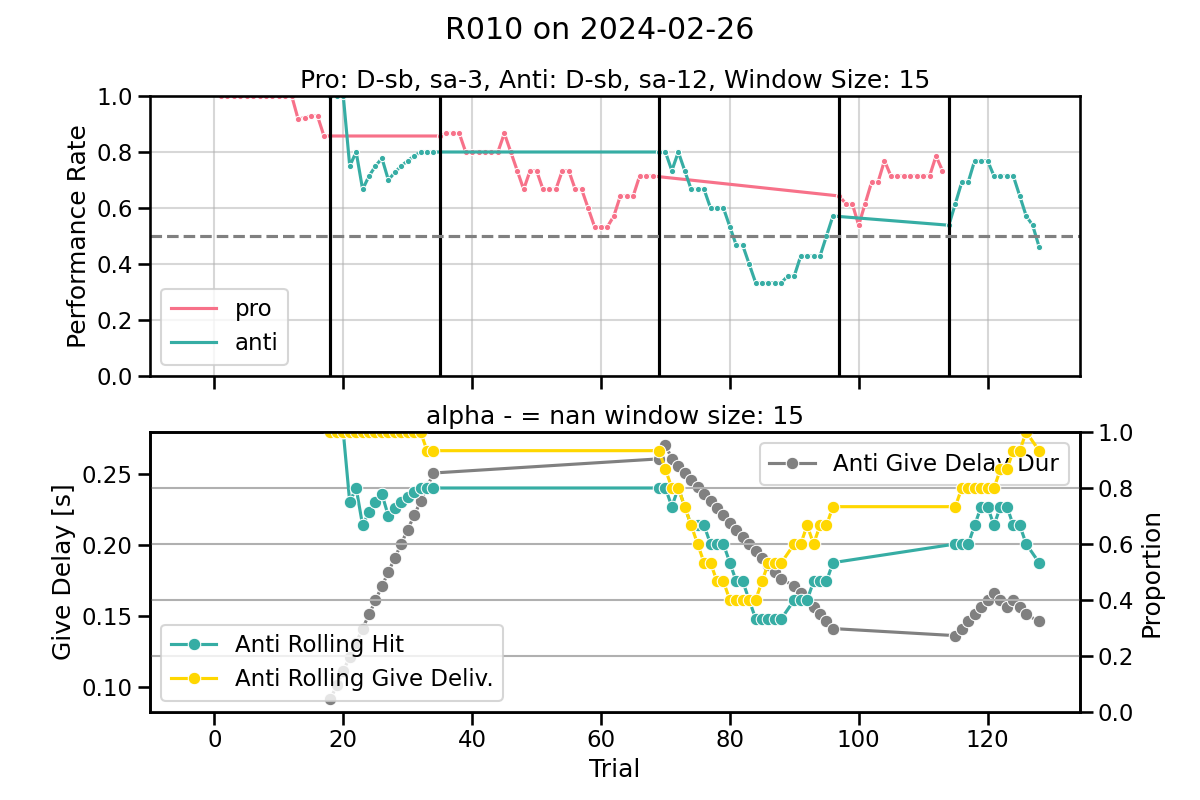 R010 on 2024-02-26
Pro: D-sb, sa-3, Anti: D-sb, sa-12, Window Size: 15
Performance Rate
1.0
0.8
0.6
0.4
0.2
0.0
pro
anti
alpha - = nan window size: 15
Give Delay [s]
0.25
0.20
0.15
0.10
Anti Give Delay Dur
Anti Rolling Hit
Anti Rolling Give Deliv.
1.0
0.8
0.6
0.4
0.2
0.0
Proportion
0 20 40 60 80 100 120
Trial